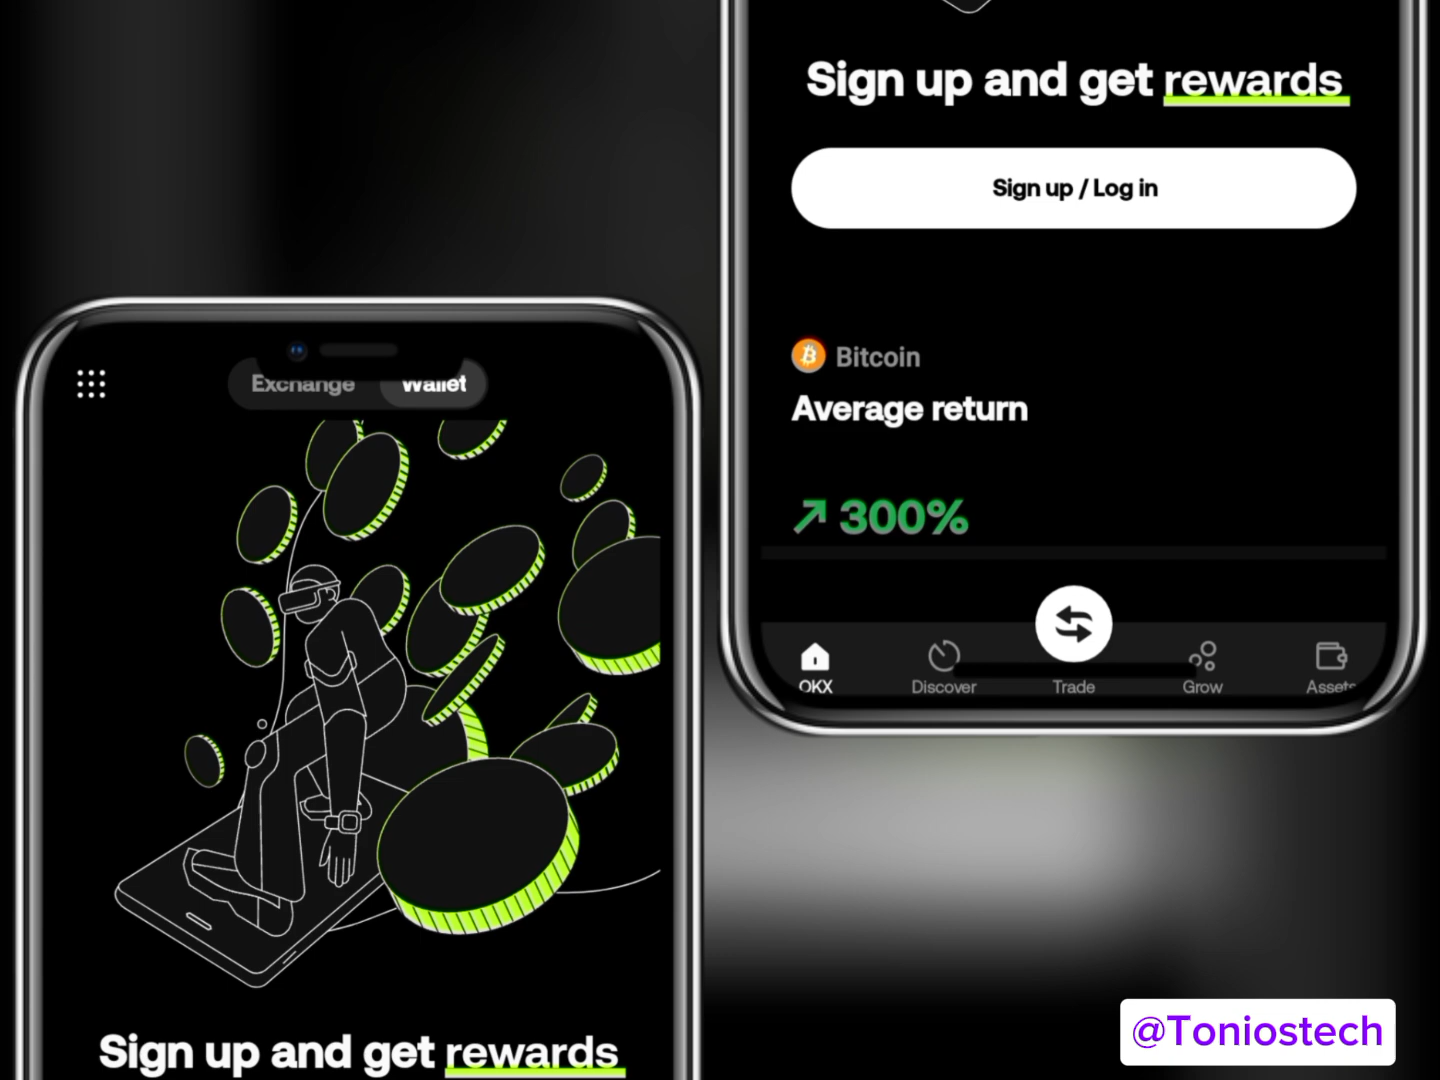 Exchange
Wallet
Sign up and get rewards
Sign up and get rewards
Sign up / Log in
Bitcoin
Average return
300%
OKX
Discover
Trade
Grow
Assets
@Toniostech